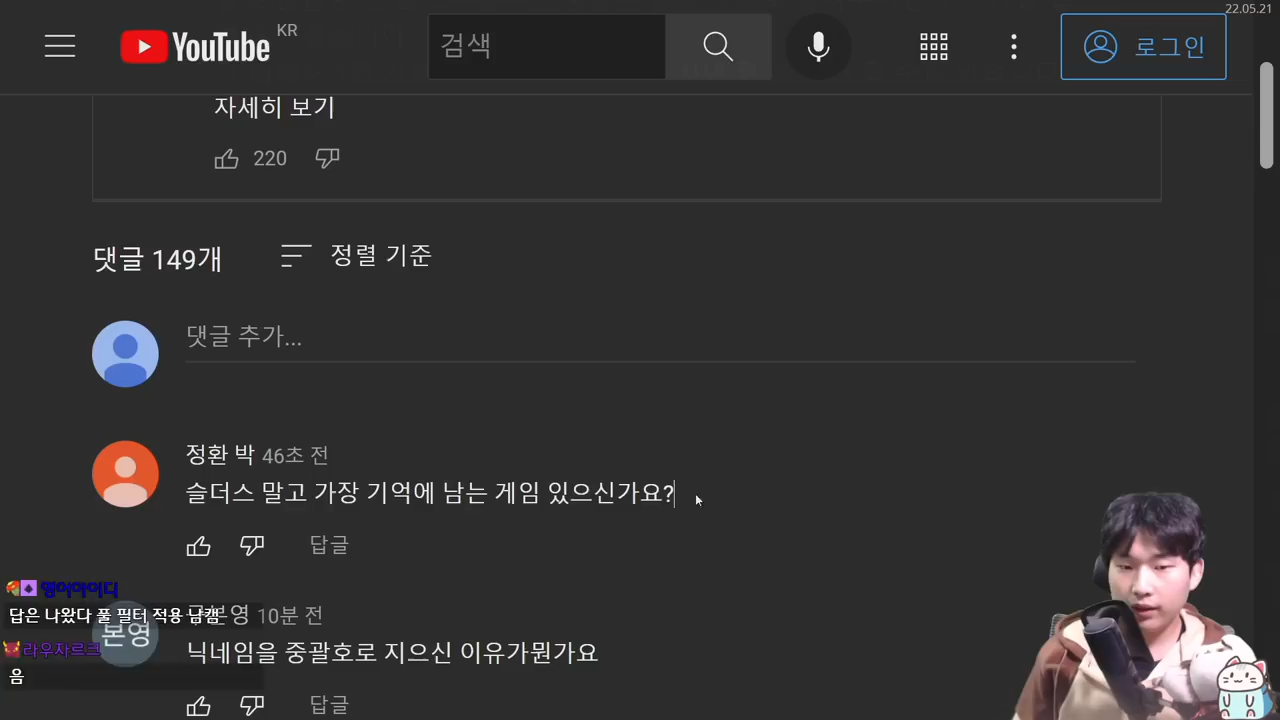 22.05.21
YouTube KR
검색
로그인
자세히 보기
220
댓글 149개
정렬 기준
댓글 추가...
정환 박 46초 전
슬더스 말고 가장 기억에 남는 게임 있으신가요?
답글
본영
10분 전
닉네임을 중괄호로 지으신 이유가뭔가요
답글
답은 나왔다 풀 필터 적용
라우자르크
음